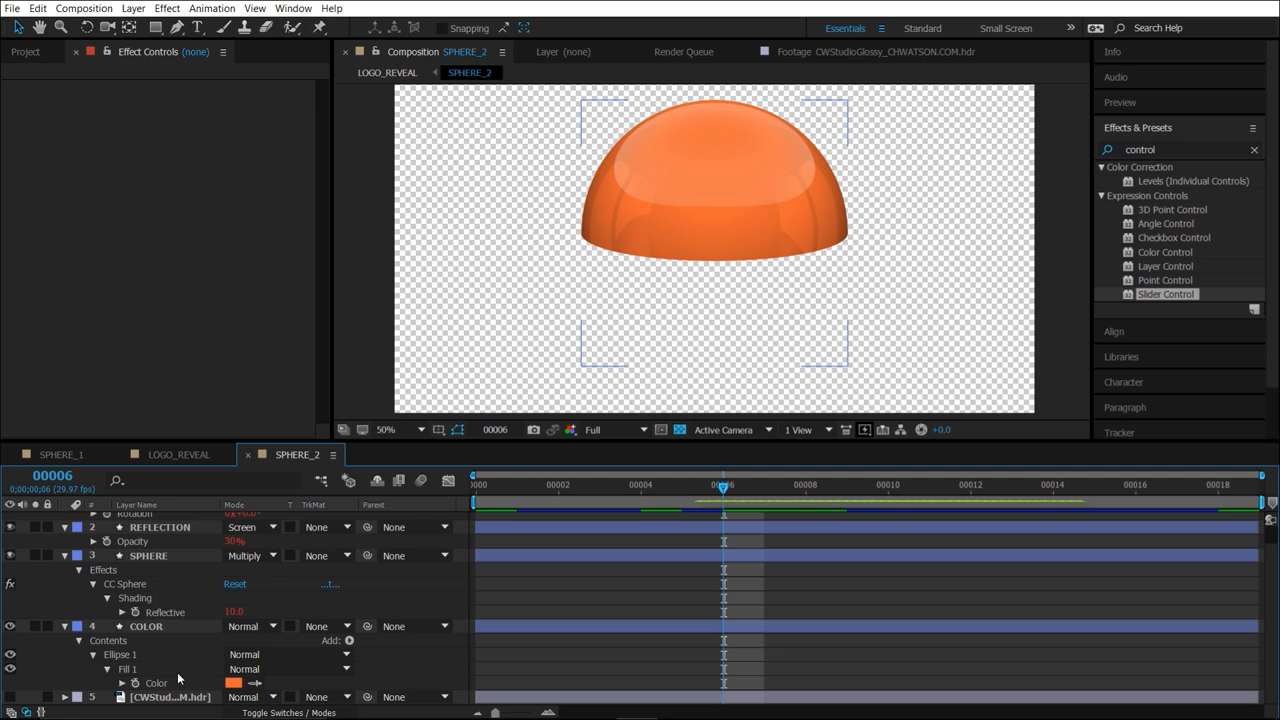 File Edit Composition Layer Effect Animation View Window Help
Snapping Essentials Standard Small Screen Search Help
Project Effect Controls (none) Composition SPHERE_2 Layer (none) Render Queue Footage CWStudioGlossy_CHWATSON.COM.hdr Info
LOGO_REVEAL SPHERE_2 Audio
Preview
Effects & Presets
control
Color Correction
Levels (Individual Controls)
Expression Controls
3D Point Control
Angle Control
Checkbox Control
Color Control
Layer Control
Point Control
Slider Control
Align
Libraries
Character
Paragraph
50% 00006 Full Active Camera 1 View +0.0 Tracker
SPHERE_1 LOGO_REVEAL SPHERE_2
00006
0;00;00;06 (29.97 fps)
0000 00002 00004 00006 00008 00010 00012 00014 00016 00018
# Layer Name Mode T TrkMat Parent
Rotation 0x+0.0°
2 REFLECTION Screen None None
Opacity 30%
3 SPHERE Multiply None None
Effects
fx CC Sphere Reset ...t...
Shading
Reflective 10.0
4 COLOR Normal None None
Contents Add:
Ellipse 1 Normal
Fill 1 Normal
Color
5 [CWStud...M.hdr] Normal None None
Toggle Switches / Modes